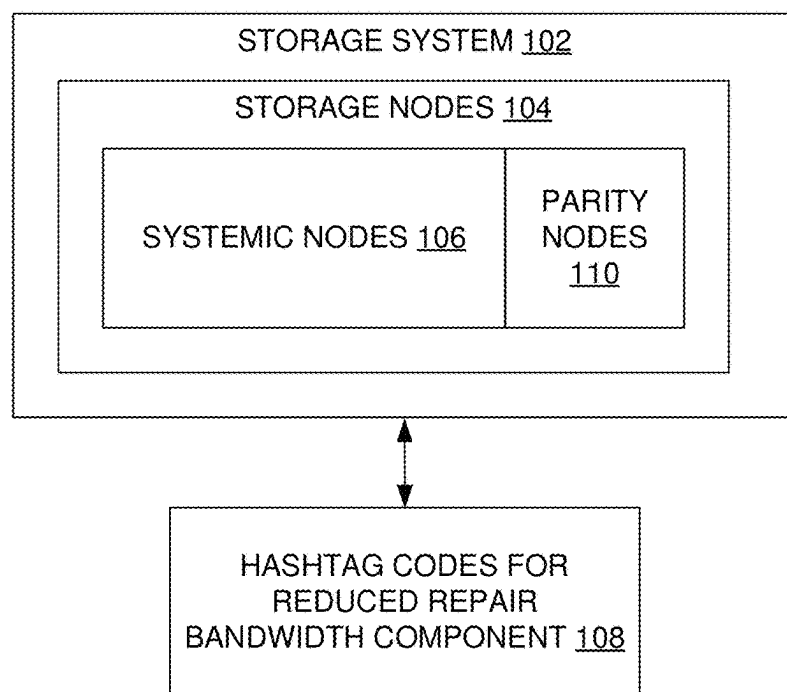 STORAGE SYSTEM 102
STORAGE NODES 104
SYSTEMIC NODES 106
PARITY
NODES
110
HASHTAG CODES FOR
REDUCED REPAIR
BANDWIDTH COMPONENT 108